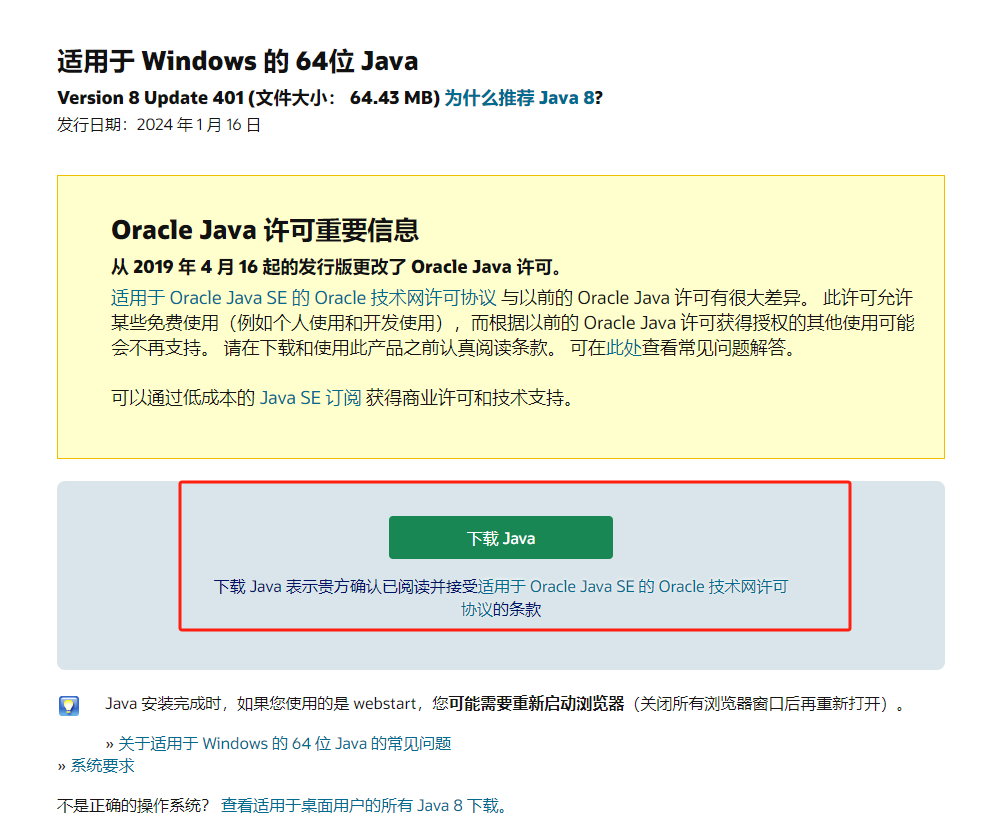 适用于 Windows 的 64位 Java
Version 8 Update 401 (文件大小： 64.43 MB) 为什么推荐 Java 8?
发行日期：2024 年 1 月 16 日
Oracle Java 许可重要信息
从 2019 年 4 月 16 起的发行版更改了 Oracle Java 许可。
适用于 Oracle Java SE 的 Oracle 技术网许可协议 与以前的 Oracle Java 许可有很大差异。 此许可允许
某些免费使用（例如个人使用和开发使用），而根据以前的 Oracle Java 许可获得授权的其他使用可能
会不再支持。 请在下载和使用此产品之前认真阅读条款。 可在此处查看常见问题解答。
可以通过低成本的 Java SE 订阅 获得商业许可和技术支持。
下载 Java
下载 Java 表示贵方确认已阅读并接受适用于 Oracle Java SE 的 Oracle 技术网许可
协议的条款
Java 安装完成时，如果您使用的是 webstart，您可能需要重新启动浏览器（关闭所有浏览器窗口后再重新打开）。
» 关于适用于 Windows 的 64 位 Java 的常见问题
» 系统要求
不是正确的操作系统？ 查看适用于桌面用户的所有 Java 8 下载。